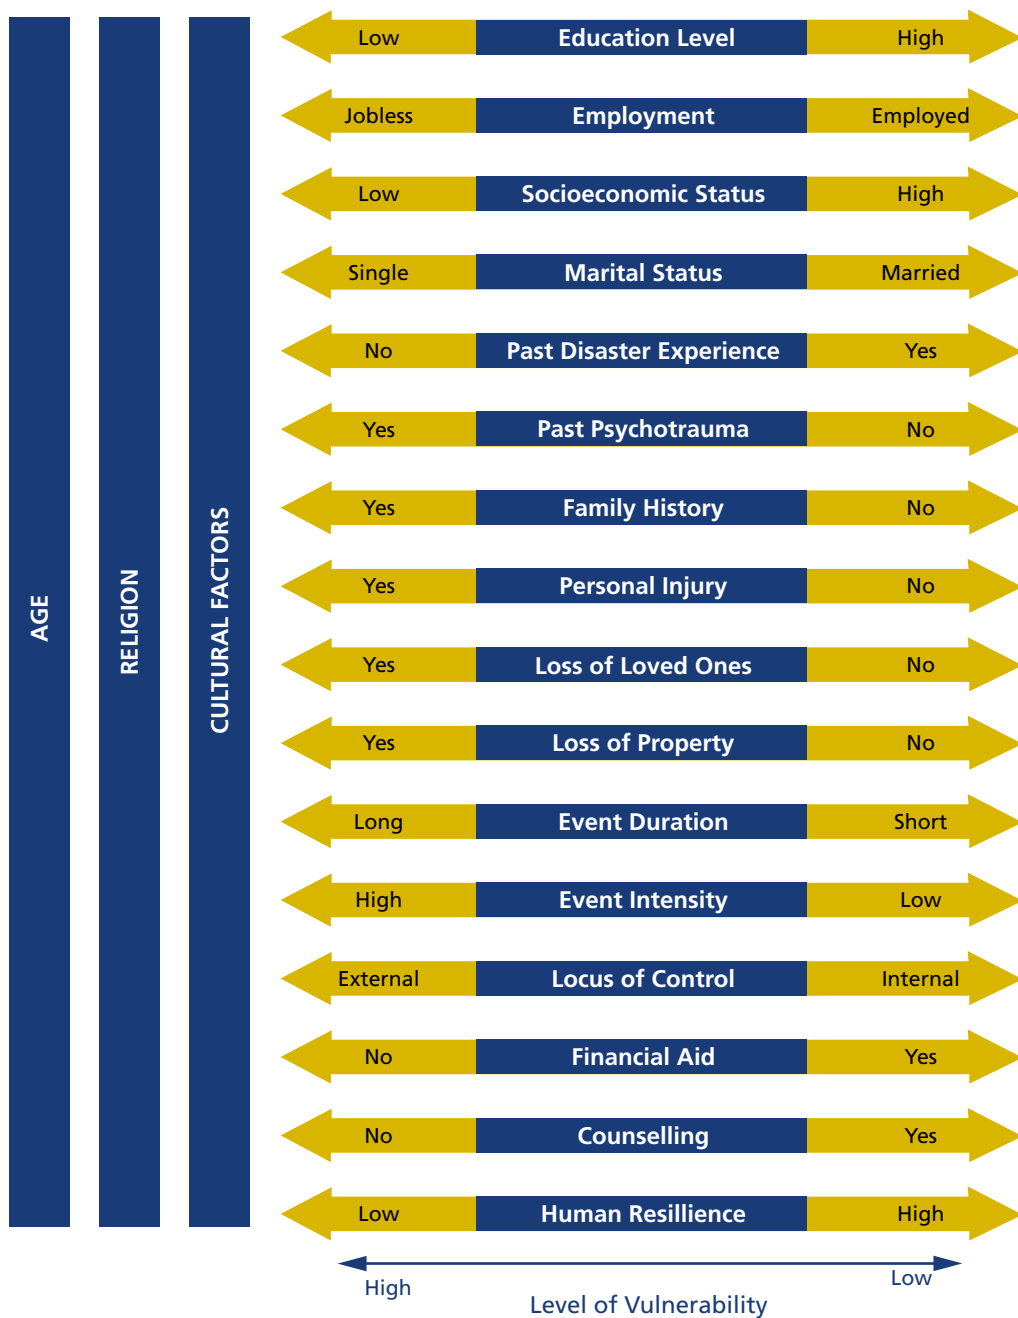 AGE
RELIGION
CULTURAL FACTORS
Low Education Level High
Jobless Employment Employed
Low Socioeconomic Status High
Single Marital Status Married
No Past Disaster Experience Yes
Yes Past Psychotrauma No
Yes Family History No
Yes Personal Injury No
Yes Loss of Loved Ones No
Yes Loss of Property No
Long Event Duration Short
High Event Intensity Low
External Locus of Control Internal
No Financial Aid Yes
No Counselling Yes
Low Human Resillience High
High Low
Level of Vulnerability